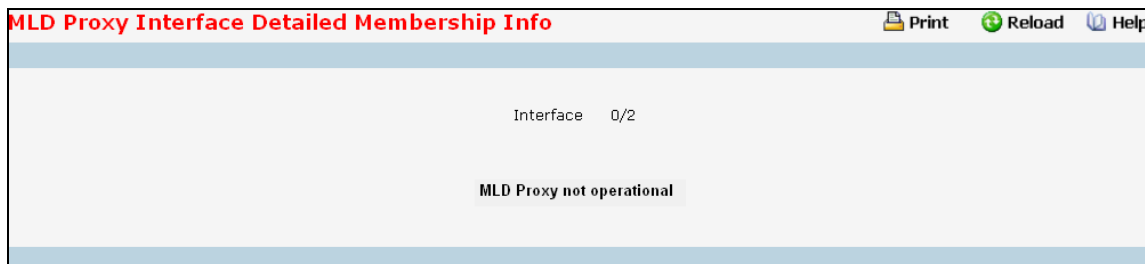 MLD Proxy Interface Detailed Membership Info Print Reload Help
Interface 0/2
MLD Proxy not operational